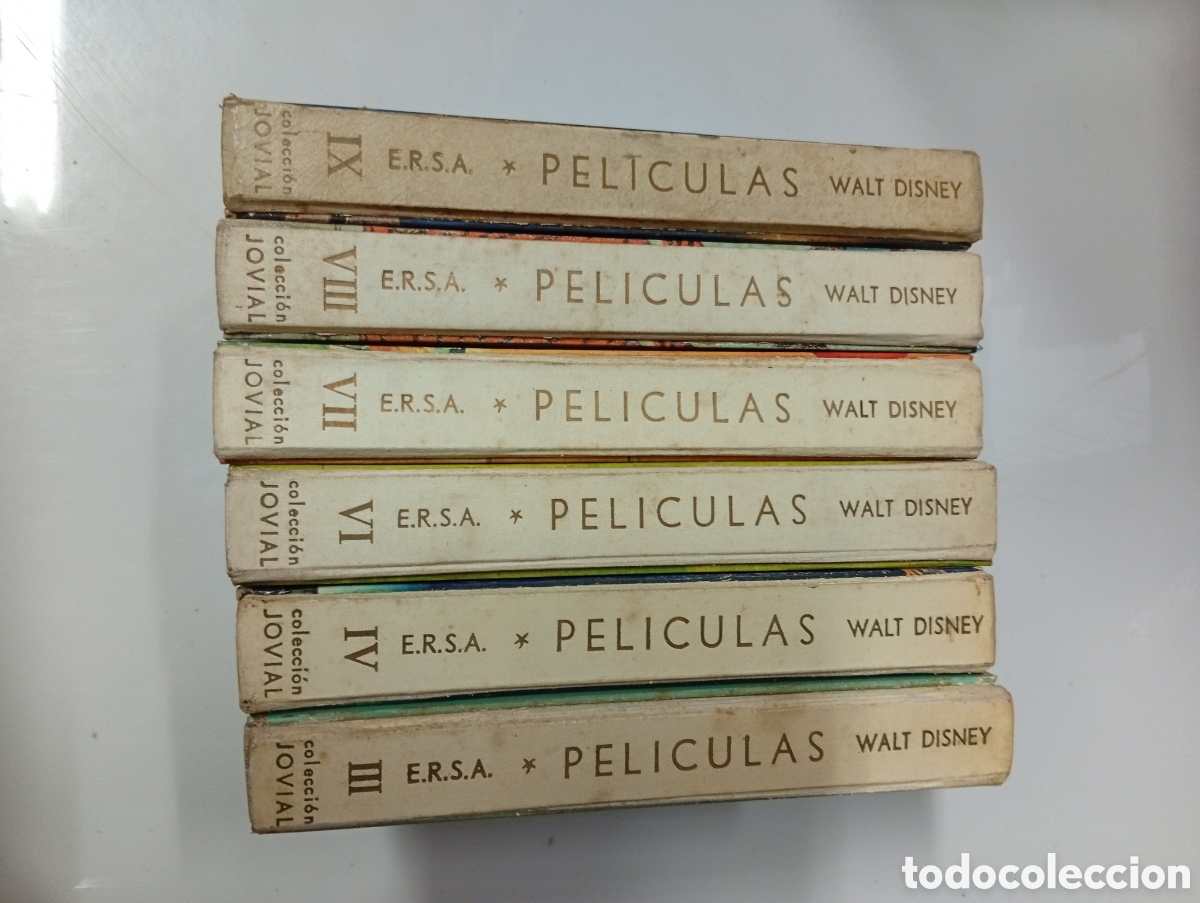 colección
JOVIAL
IX
E.R.S.A. * PELICULAS WALT DISNEY
colección
JOVIAL
VIII
E.R.S.A. * PELICULAS WALT DISNEY
colección
JOVIAL
VII
E.R.S.A. * PELICULAS WALT DISNEY
colección
JOVIAL
VI
E.R.S.A. * PELICULAS WALT DISNEY
colección
JOVIAL
IV
E.R.S.A. * PELICULAS WALT DISNEY
colección
JOVIAL
III
E.R.S.A. * PELICULAS WALT DISNEY
todocoleccion